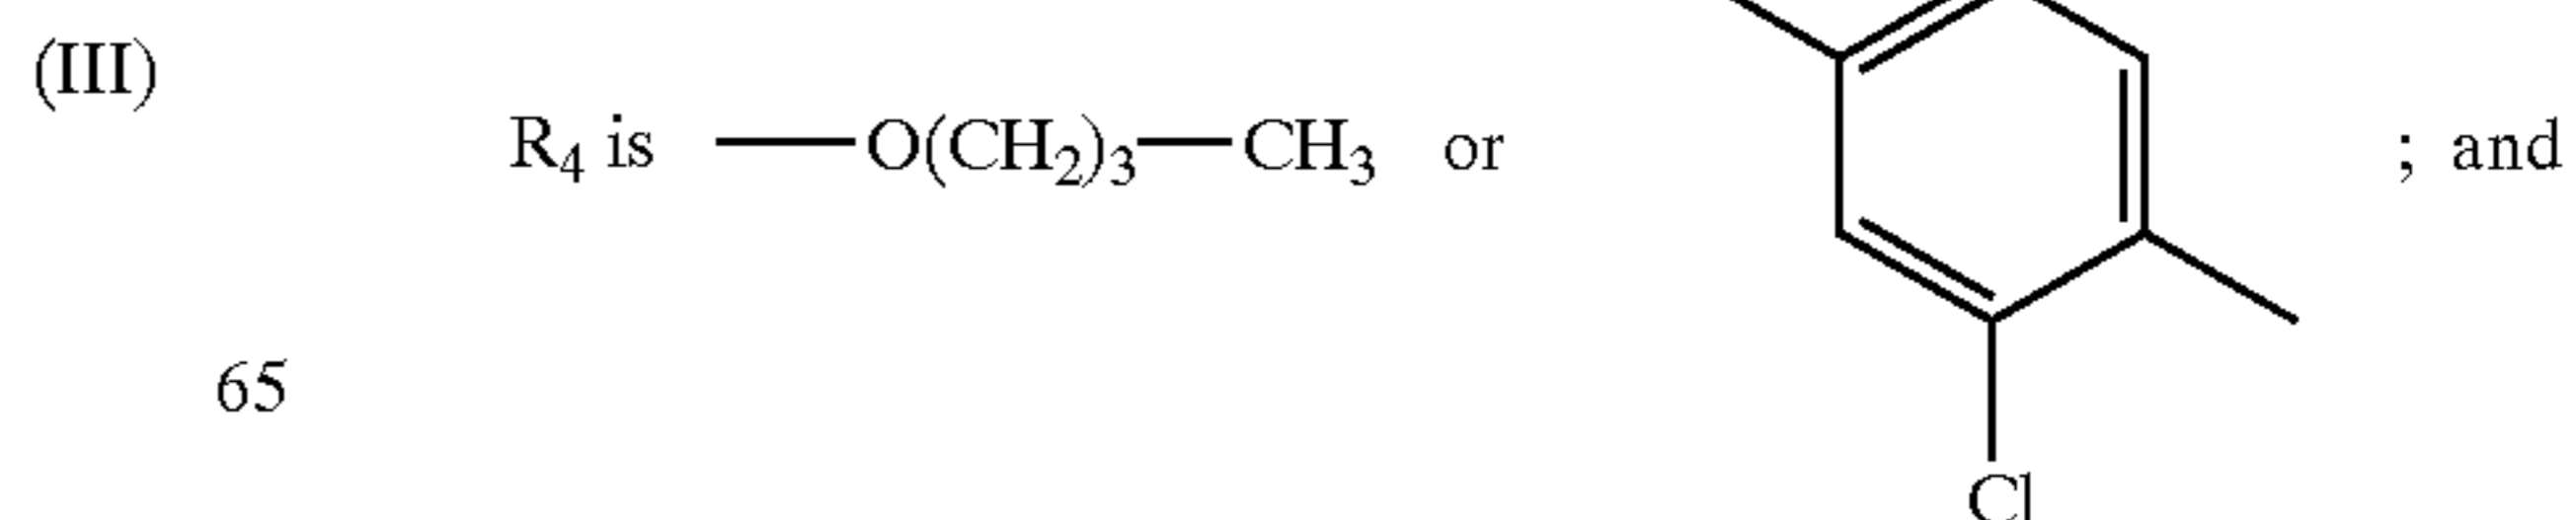 (III)
R₄ is —O(CH₂)₃—CH₃ or ; and
65
Cl